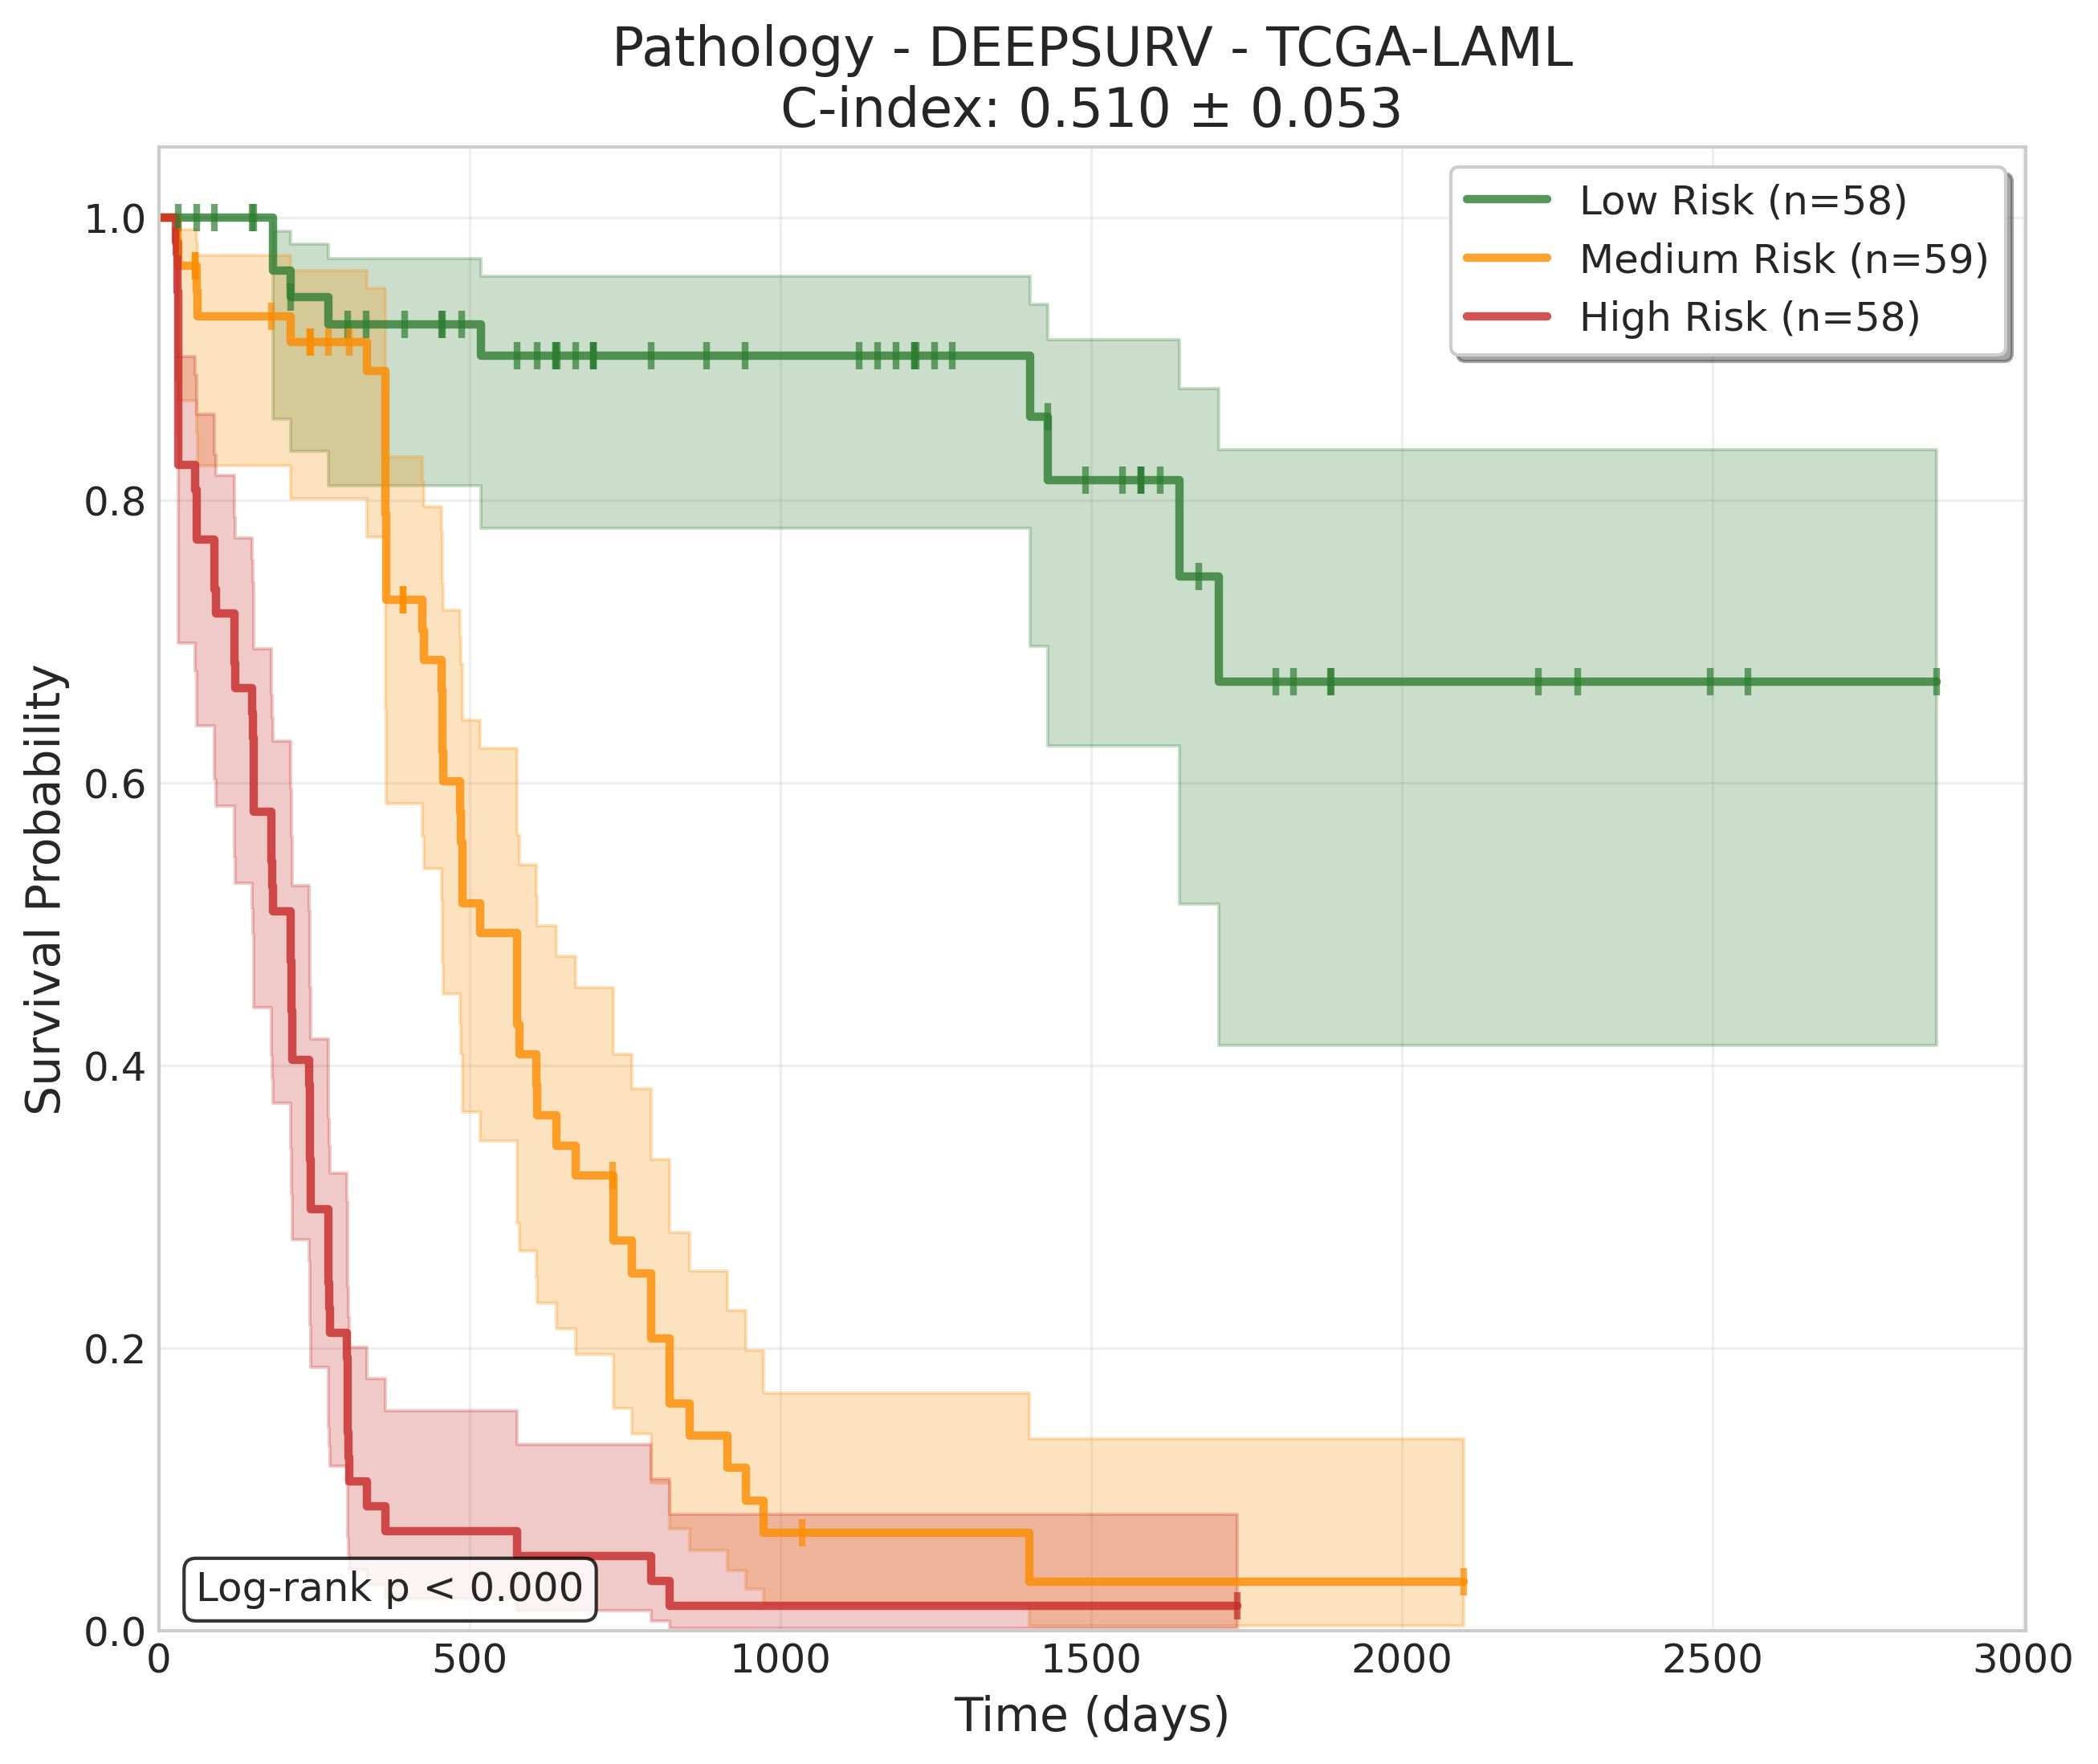 Pathology - DEEPSURV - TCGA-LAML
C-index: 0.510 ± 0.053
Low Risk (n=58)
Medium Risk (n=59)
High Risk (n=58)
Survival Probability
1.0
0.8
0.6
0.4
0.2
0.0
Log-rank p < 0.000
0 500 1000 1500 2000 2500 3000
Time (days)